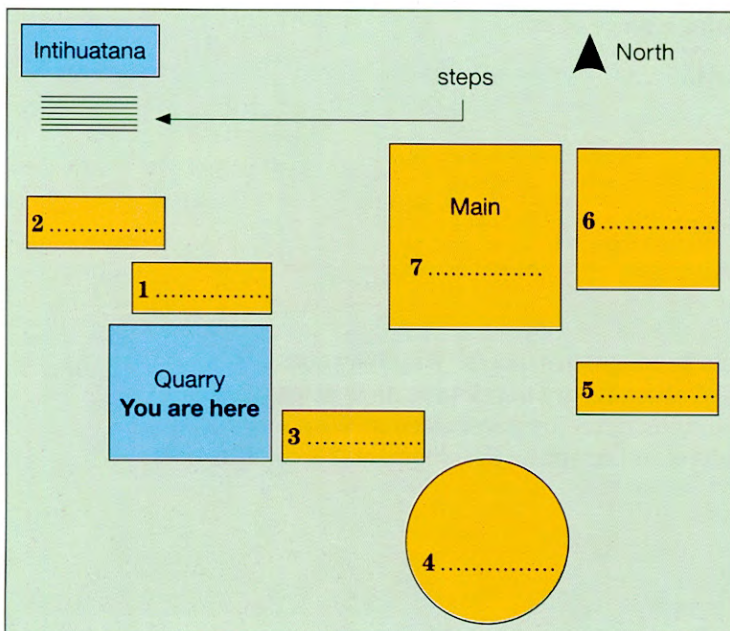 Intihuatana
North
steps
Main
2 ................
6 ................
7 ................
1 ................
Quarry
You are here
5 ................
3 ................
4 ................